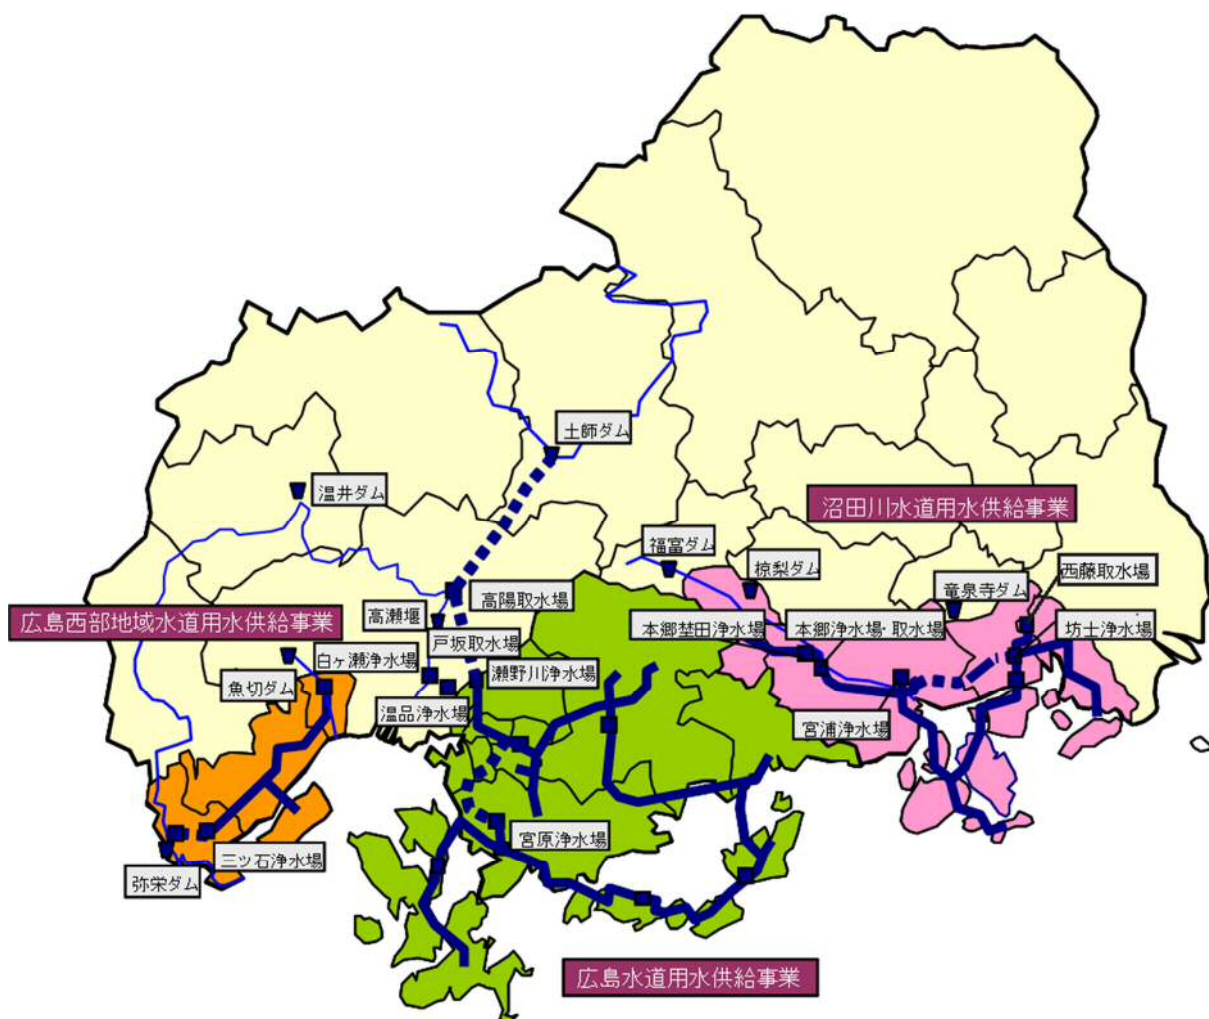 土師ダム
温井ダム
沼田川水道用水供給事業
福富ダム
椋梨ダム
西藤取水場
竜泉寺ダム
高瀬堰
高陽取水場
広島西部地域水道用水供給事業
戸坂取水場
本郷埜田浄水場
本郷浄水場・取水場
坊士浄水場
白ヶ瀬浄水場
瀬野川浄水場
魚切ダム
温品浄水場
宮浦浄水場
宮原浄水場
三ツ石浄水場
弥栄ダム
広島水道用水供給事業